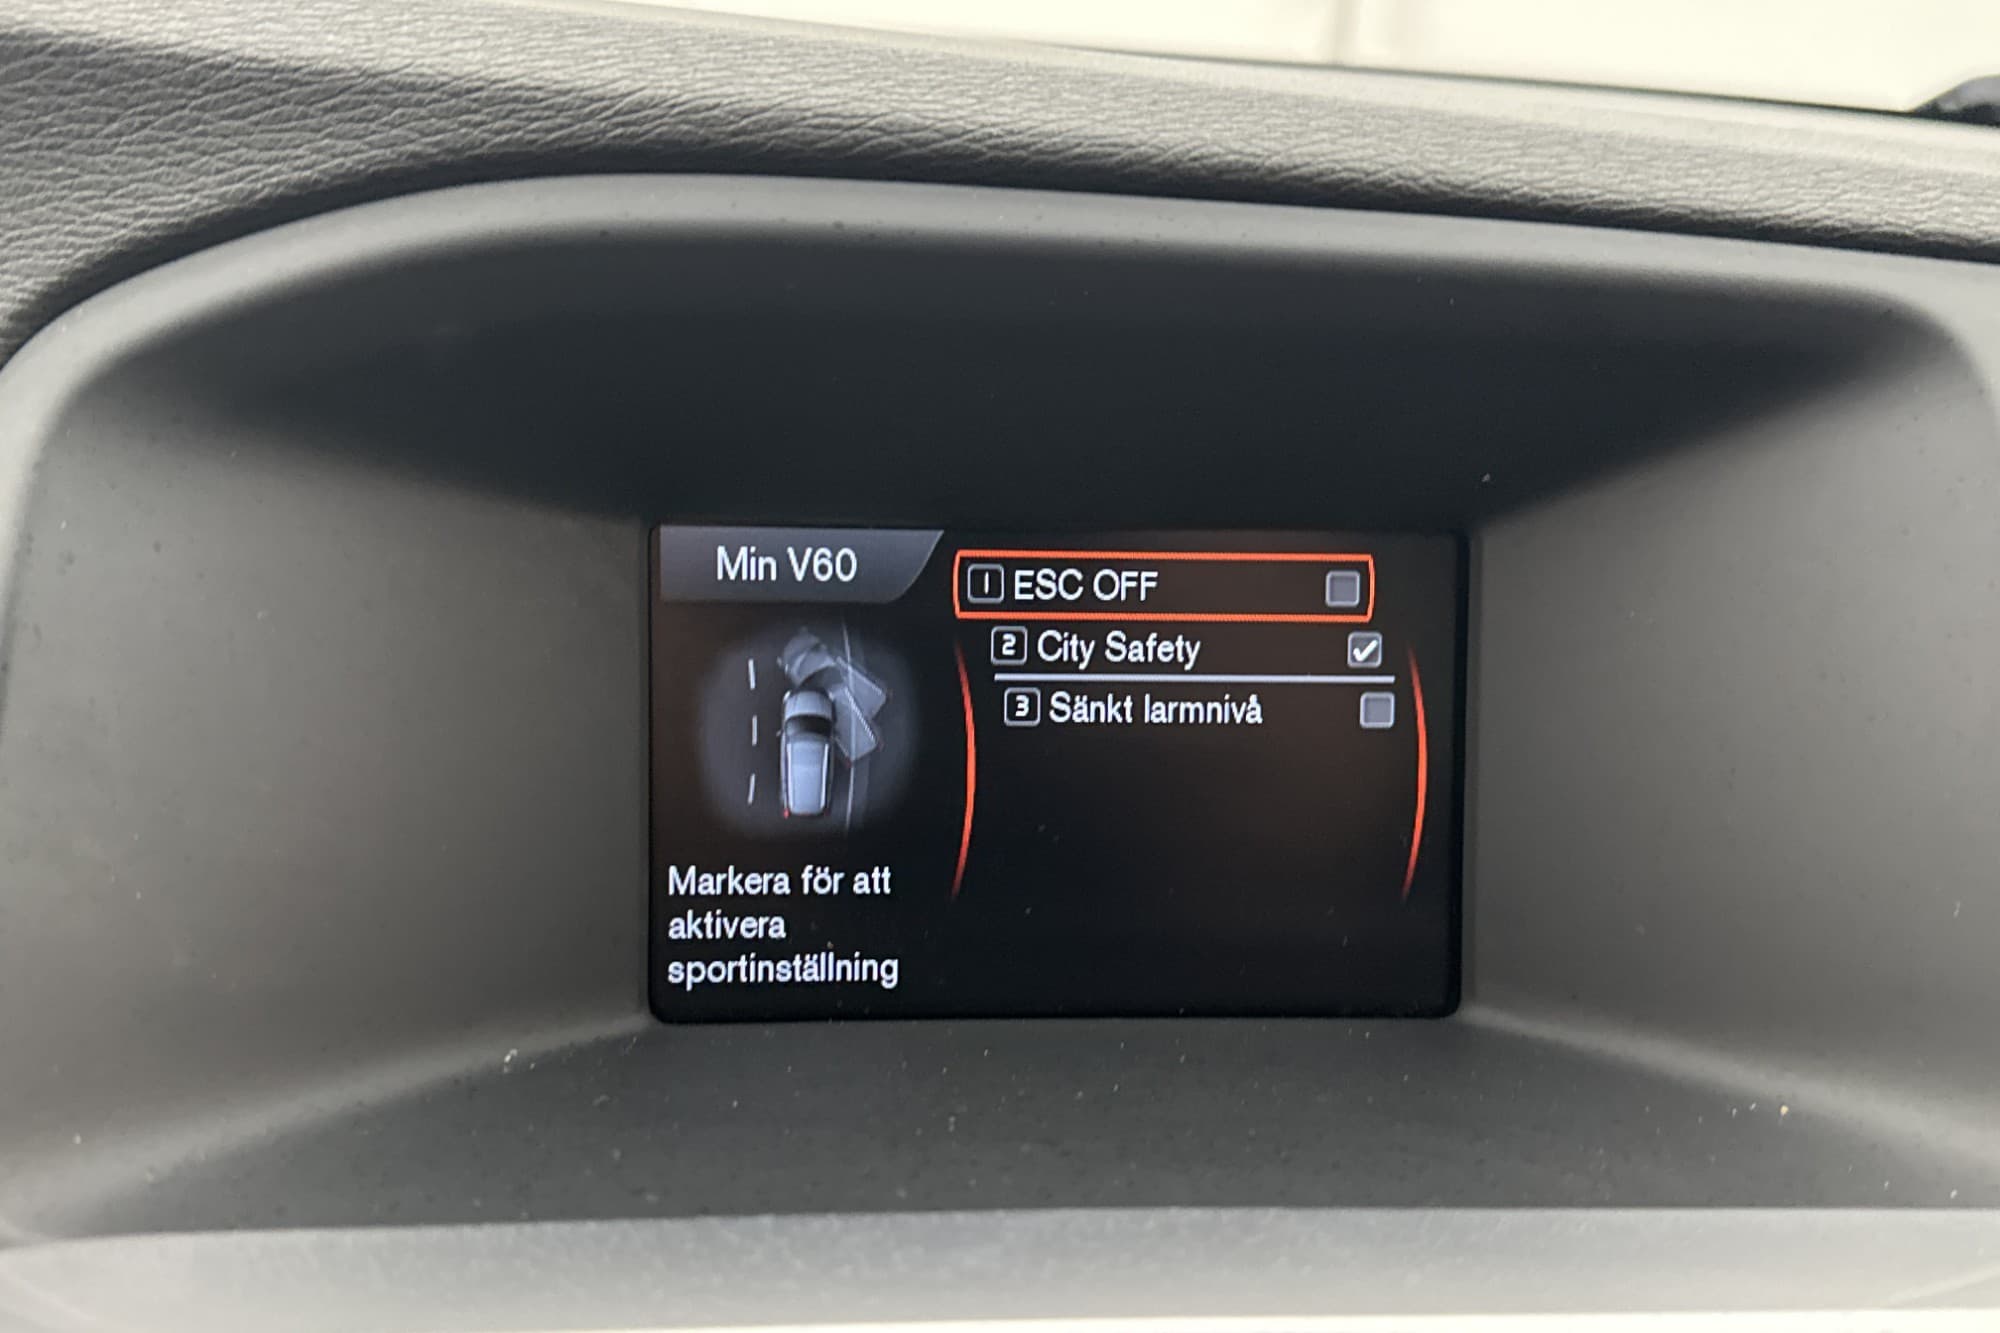 Min V60
1 ESC OFF
2 City Safety
3 Sänkt larmnivå
Markera för att
aktivera
sportinställning